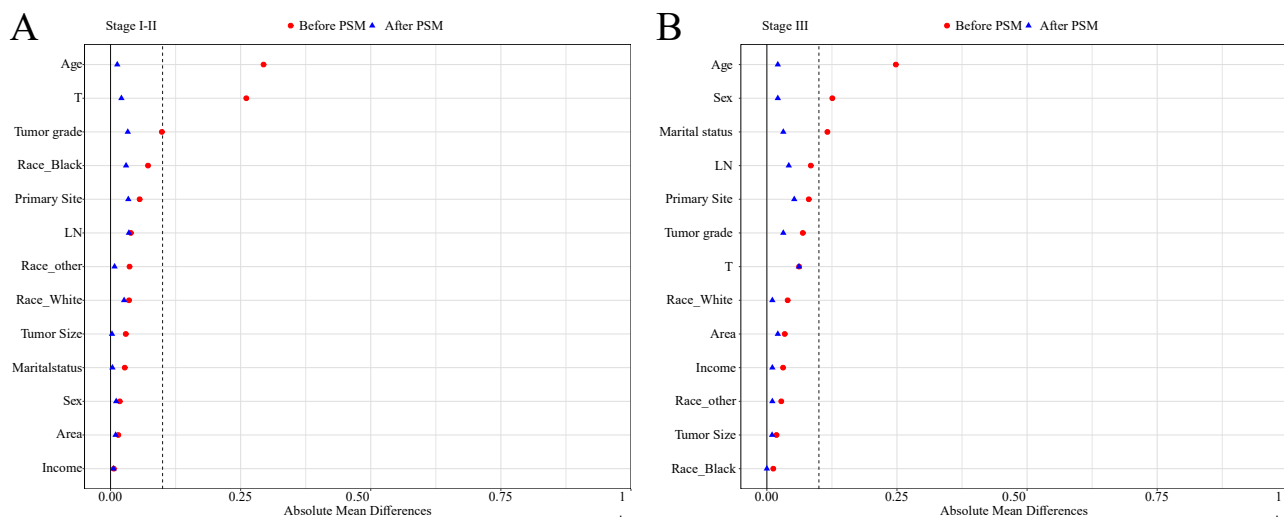 A
Stage I-II
Before PSM
After PSM
Age
T
Tumor grade
Race_Black
Primary Site
LN
Race_other
Race_White
Tumor Size
Maritalstatus
Sex
Area
Income
0.00 0.25 0.50 0.75 1
Absolute Mean Differences
B
Stage III
Before PSM
After PSM
Age
Sex
Marital status
LN
Primary Site
Tumor grade
T
Race_White
Area
Income
Race_other
Tumor Size
Race_Black
0.00 0.25 0.50 0.75 1
Absolute Mean Differences